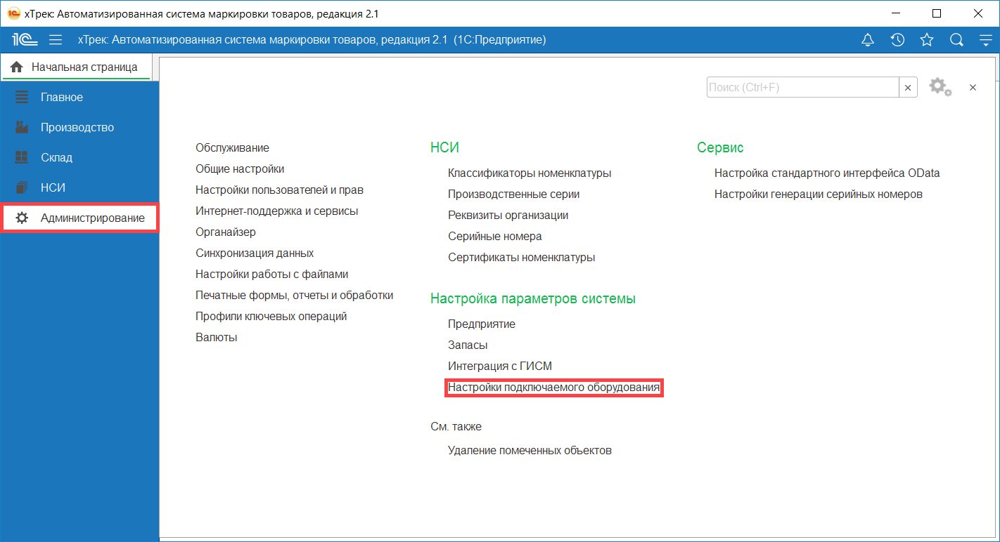 хТрек: Автоматизированная система маркировки товаров, редакция 2.1
1С хТрек: Автоматизированная система маркировки товаров, редакция 2.1 (1С:Предприятие)
Начальная страница
Главное
Производство
Склад
НСИ
Администрирование
Поиск (Ctrl+F)
Обслуживание
Общие настройки
Настройки пользователей и прав
Интернет-поддержка и сервисы
Органайзер
Синхронизация данных
Настройки работы с файлами
Печатные формы, отчеты и обработки
Профили ключевых операций
Валюты
НСИ
Классификаторы номенклатуры
Производственные серии
Реквизиты организации
Серийные номера
Сертификаты номенклатуры
Настройка параметров системы
Предприятие
Запасы
Интеграция с ГИСМ
Настройки подключаемого оборудования
См. также
Удаление помеченных объектов
Сервис
Настройка стандартного интерфейса OData
Настройки генерации серийных номеров